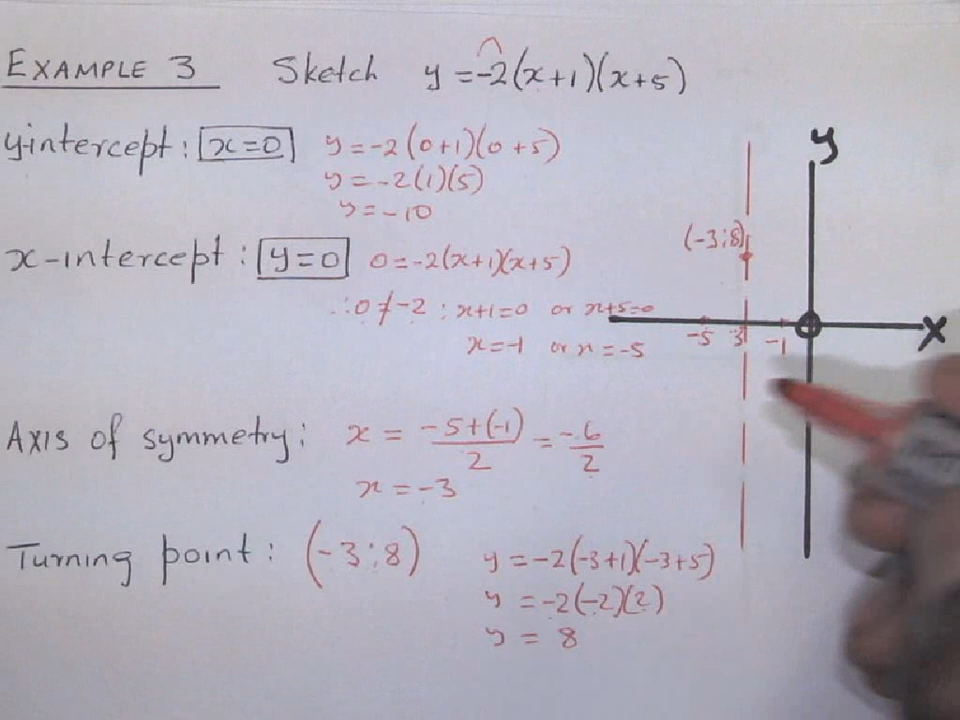 EXAMPLE 3 Sketch y = -2(x+1)(x+5)
y-intercept : x=0 y = -2(0+1)(0+5)
y = -2(1)(5)
y = -10
x-intercept : y=0 0 = -2(x+1)(x+5)
∴ 0 ≠ -2 ; x+1=0 or x+5=0
x = -1 or x = -5
Axis of symmetry: x = -5+(-1)/2 = -6/2
x = -3
Turning point: (-3;8) y = -2(-3+1)(-3+5)
y = -2(-2)(2)
y = 8
y
(-3;8)
-5 -3 -1 x